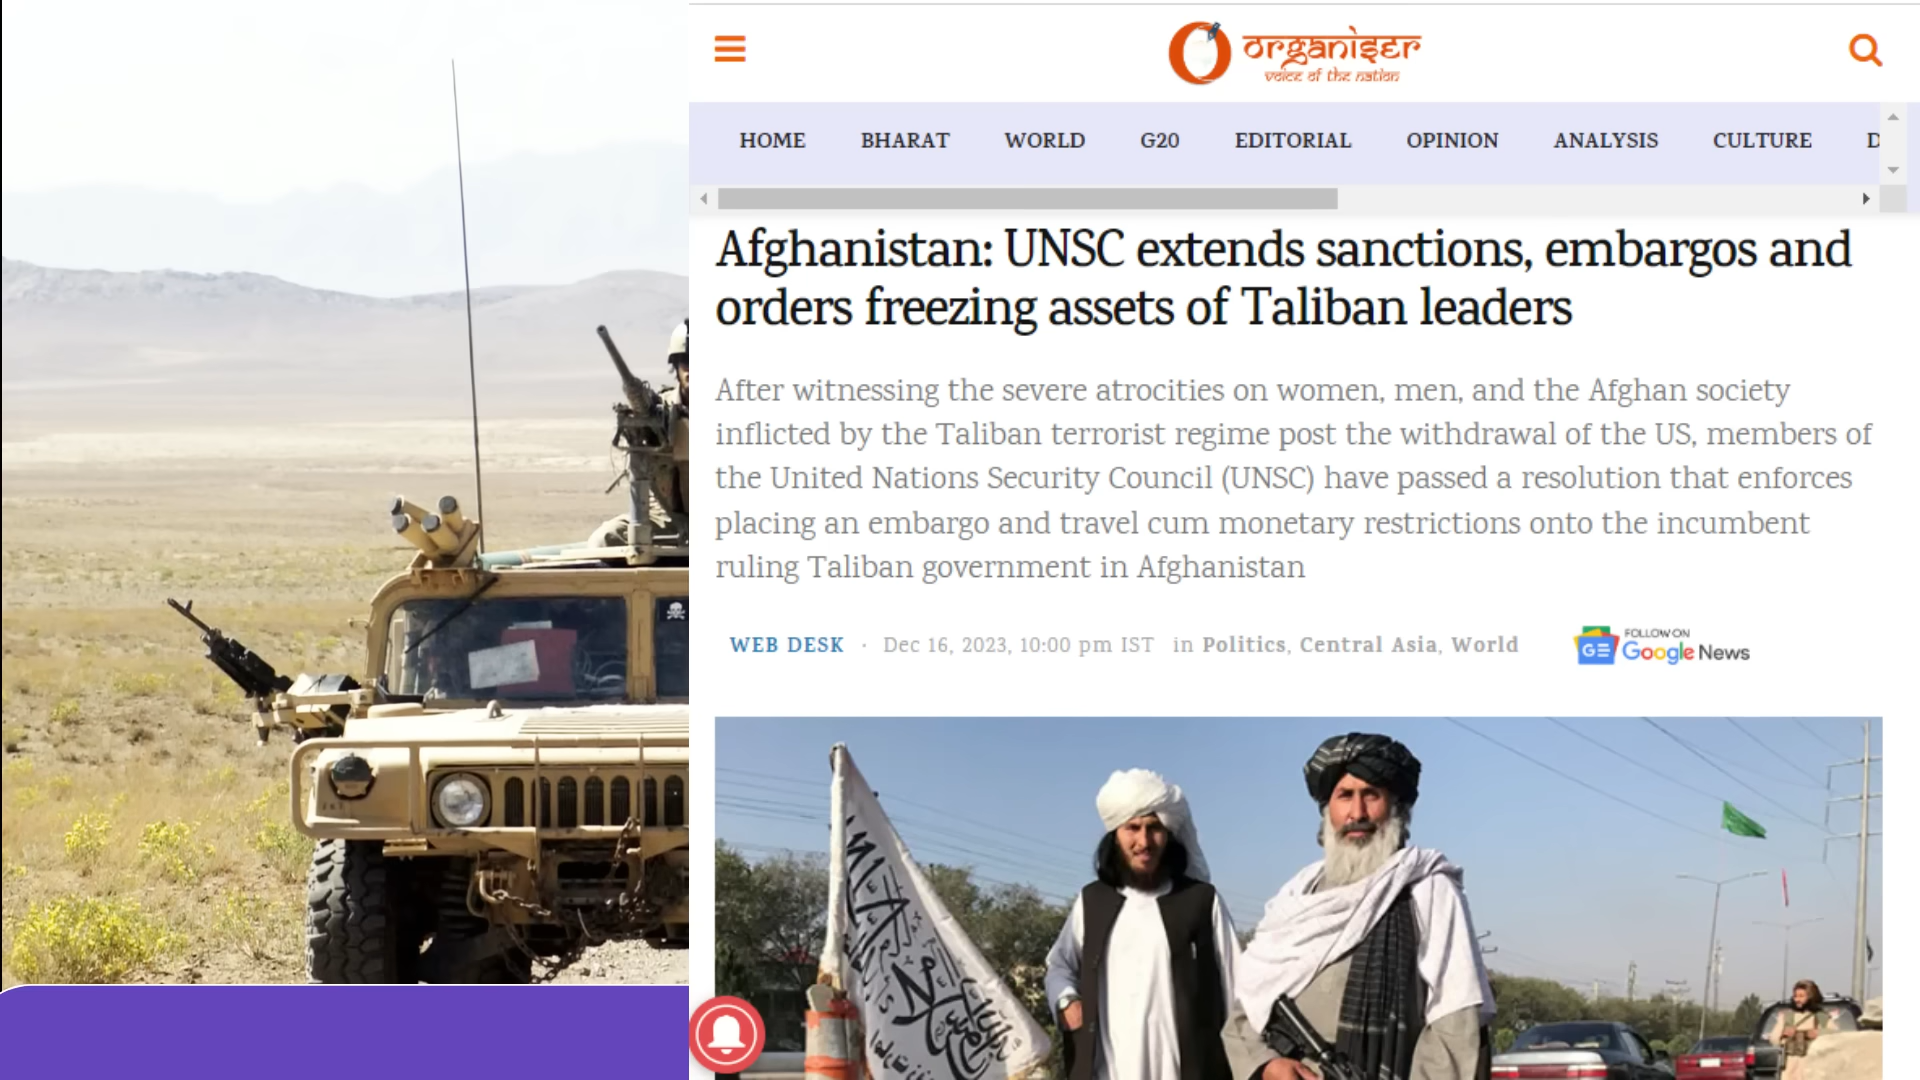 organiser
voice of the nation
HOME BHARAT WORLD G20 EDITORIAL OPINION ANALYSIS CULTURE D
Afghanistan: UNSC extends sanctions, embargos and
orders freezing assets of Taliban leaders
After witnessing the severe atrocities on women, men, and the Afghan society
inflicted by the Taliban terrorist regime post the withdrawal of the US, members of
the United Nations Security Council (UNSC) have passed a resolution that enforces
placing an embargo and travel cum monetary restrictions onto the incumbent
ruling Taliban government in Afghanistan
WEB DESK · Dec 16, 2023, 10:00 pm IST in Politics, Central Asia, World
FOLLOW ON
GE Google News